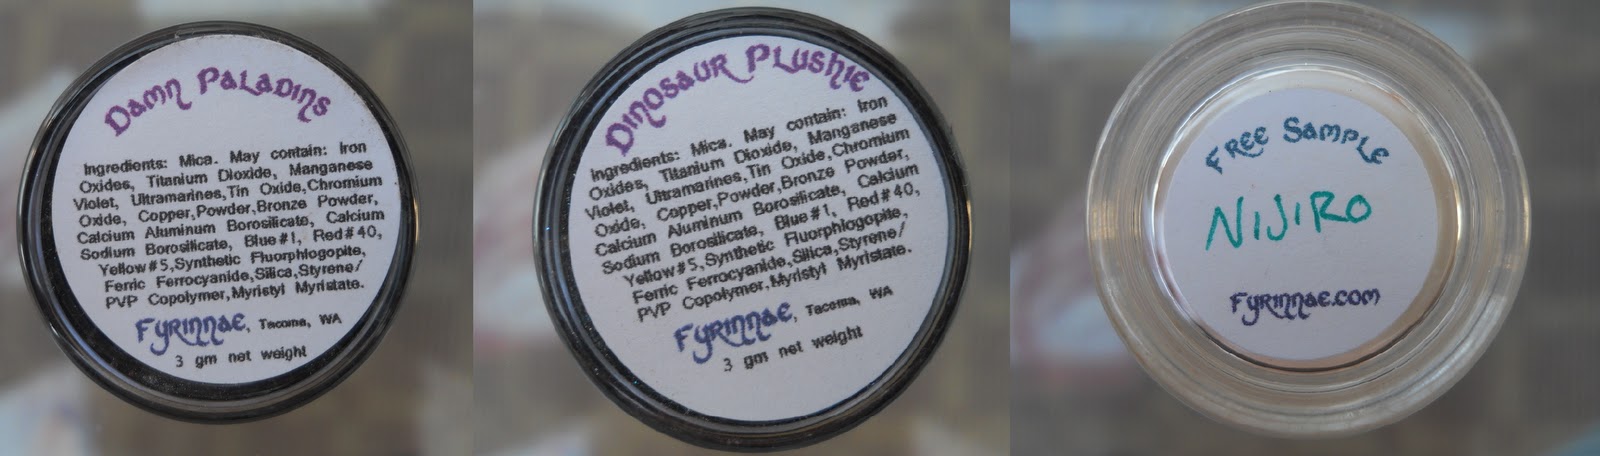 Damn Paladins
Ingredients: Mica. May contain: Iron
Oxides, Titanium Dioxide, Manganese
Violet, Ultramarines,Tin Oxide,Chromium
Oxide, Copper,Powder,Bronze Powder,
Calcium Aluminum Borosilicate, Calcium
Sodium Borosilicate, Blue#1, Red#40,
Yellow#5,Synthetic Fluorphlogopite,
Ferric Ferrocyanide,Silica,Styrene/
PVP Copolymer,Myristyl Myristate.
Fyrinnae, Tacoma, WA
3 gm net weight
Dinosaur Plushie
Ingredients: Mica. May contain: Iron
Oxides, Titanium Dioxide, Manganese
Violet, Ultramarines,Tin Oxide,Chromium
Oxide, Copper,Powder,Bronze Powder,
Calcium Aluminum Borosilicate, Calcium
Sodium Borosilicate, Blue#1, Red#40,
Yellow#5,Synthetic Fluorphlogopite,
Ferric Ferrocyanide,Silica,Styrene/
PVP Copolymer,Myristyl Myristate.
Fyrinnae, Tacoma, WA
3 gm net weight
Free Sample
NIJIRO
Fyrinnae.com